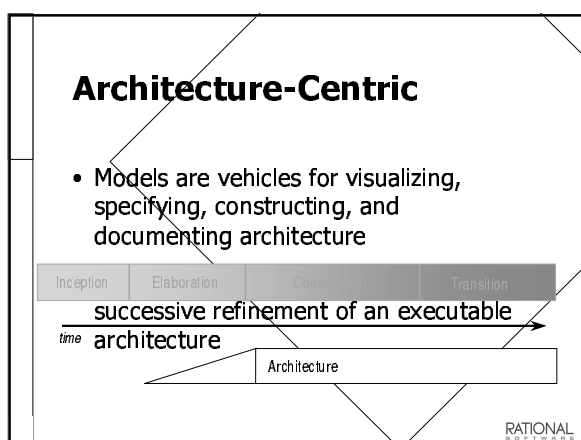 Architecture-Centric
• Models are vehicles for visualizing,
specifying, constructing, and
documenting architecture
Inception Elaboration Transition
successive refinement of an executable
time architecture
Architecture
RATIONAL
SOFTWARE